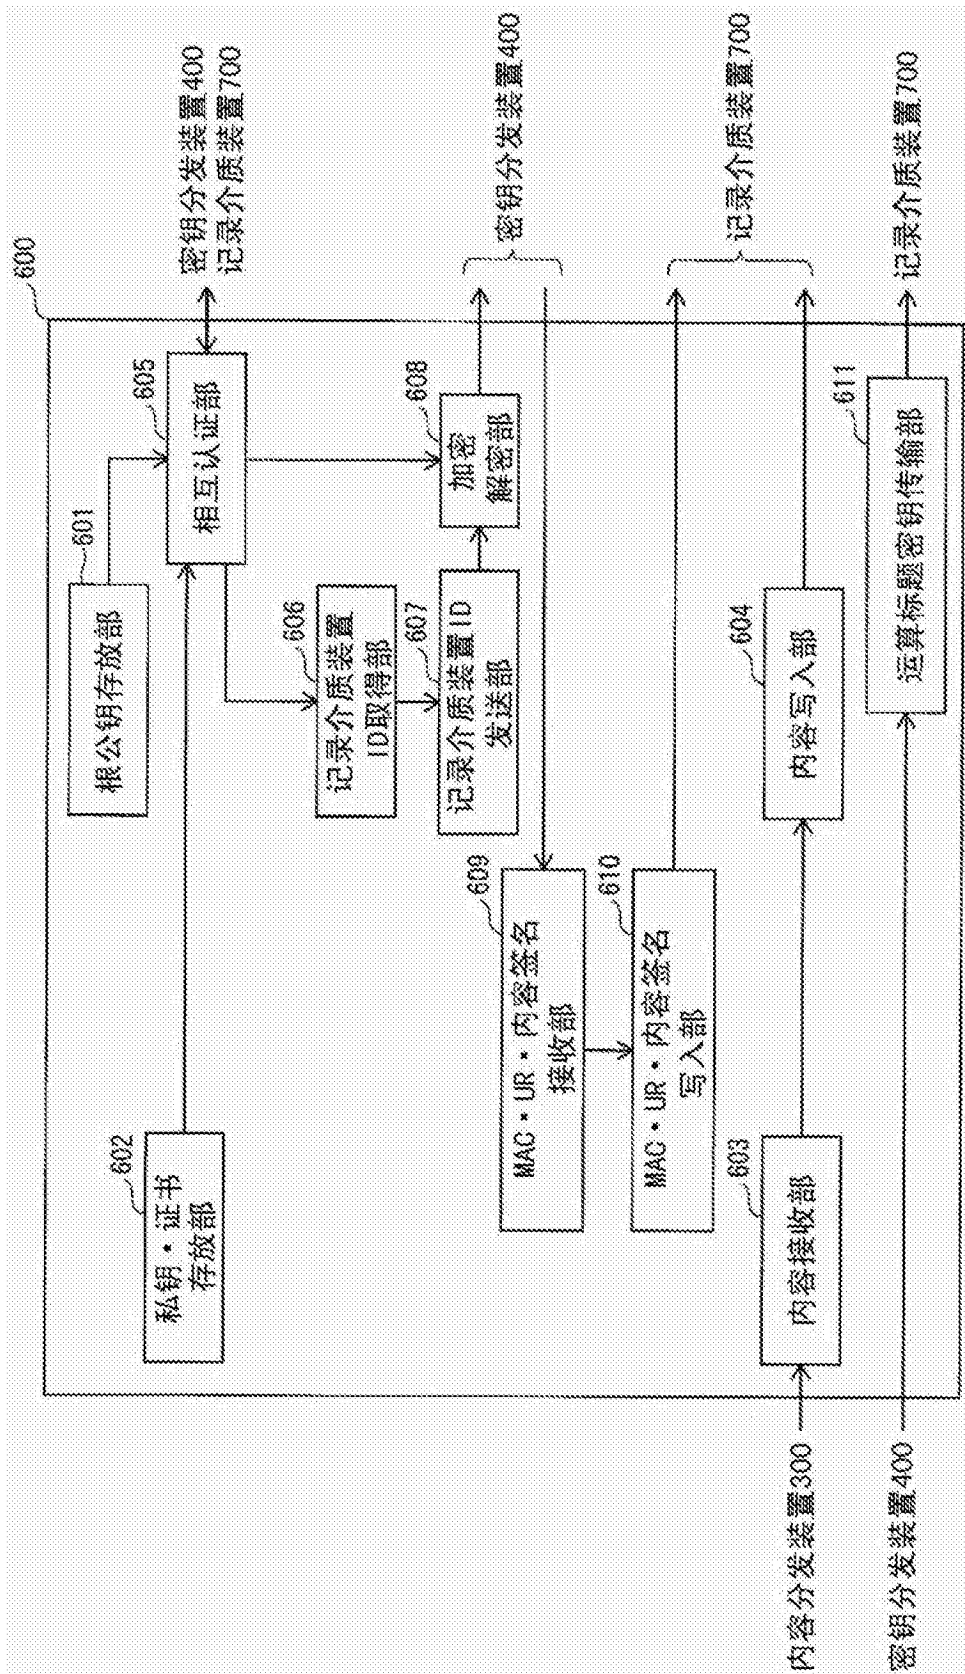 600
密钥分发装置400
记录介质装置700
601
根公钥存放部
605
相互认证部
602
私钥・证书
存放部
606
记录介质装置
ID取得部
607
记录介质装置ID
发送部
608
加密
解密部
密钥分发装置400
609
MAC・UR・内容签名
接收部
610
MAC・UR・内容签名
写入部
记录介质装置700
603
内容接收部
604
内容写入部
内容分发装置300
611
运算标题密钥传输部
密钥分发装置400
记录介质装置700